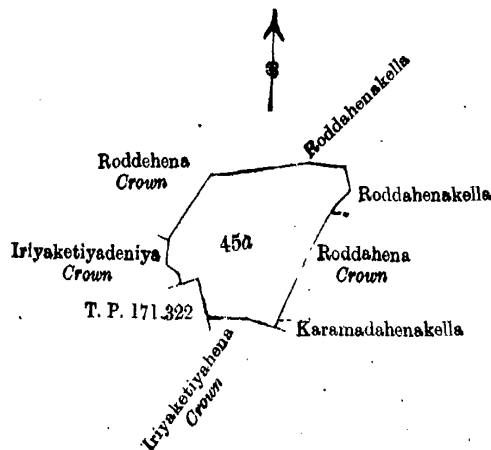 Roddahenakella
Roddehena
Crown
Roddahenakella
45a
Iriyaketiyadeniya
Crown
Roddahena
Crown
T. P. 171,322
Karamadahenakella
Iriyaketiyahena
Crown